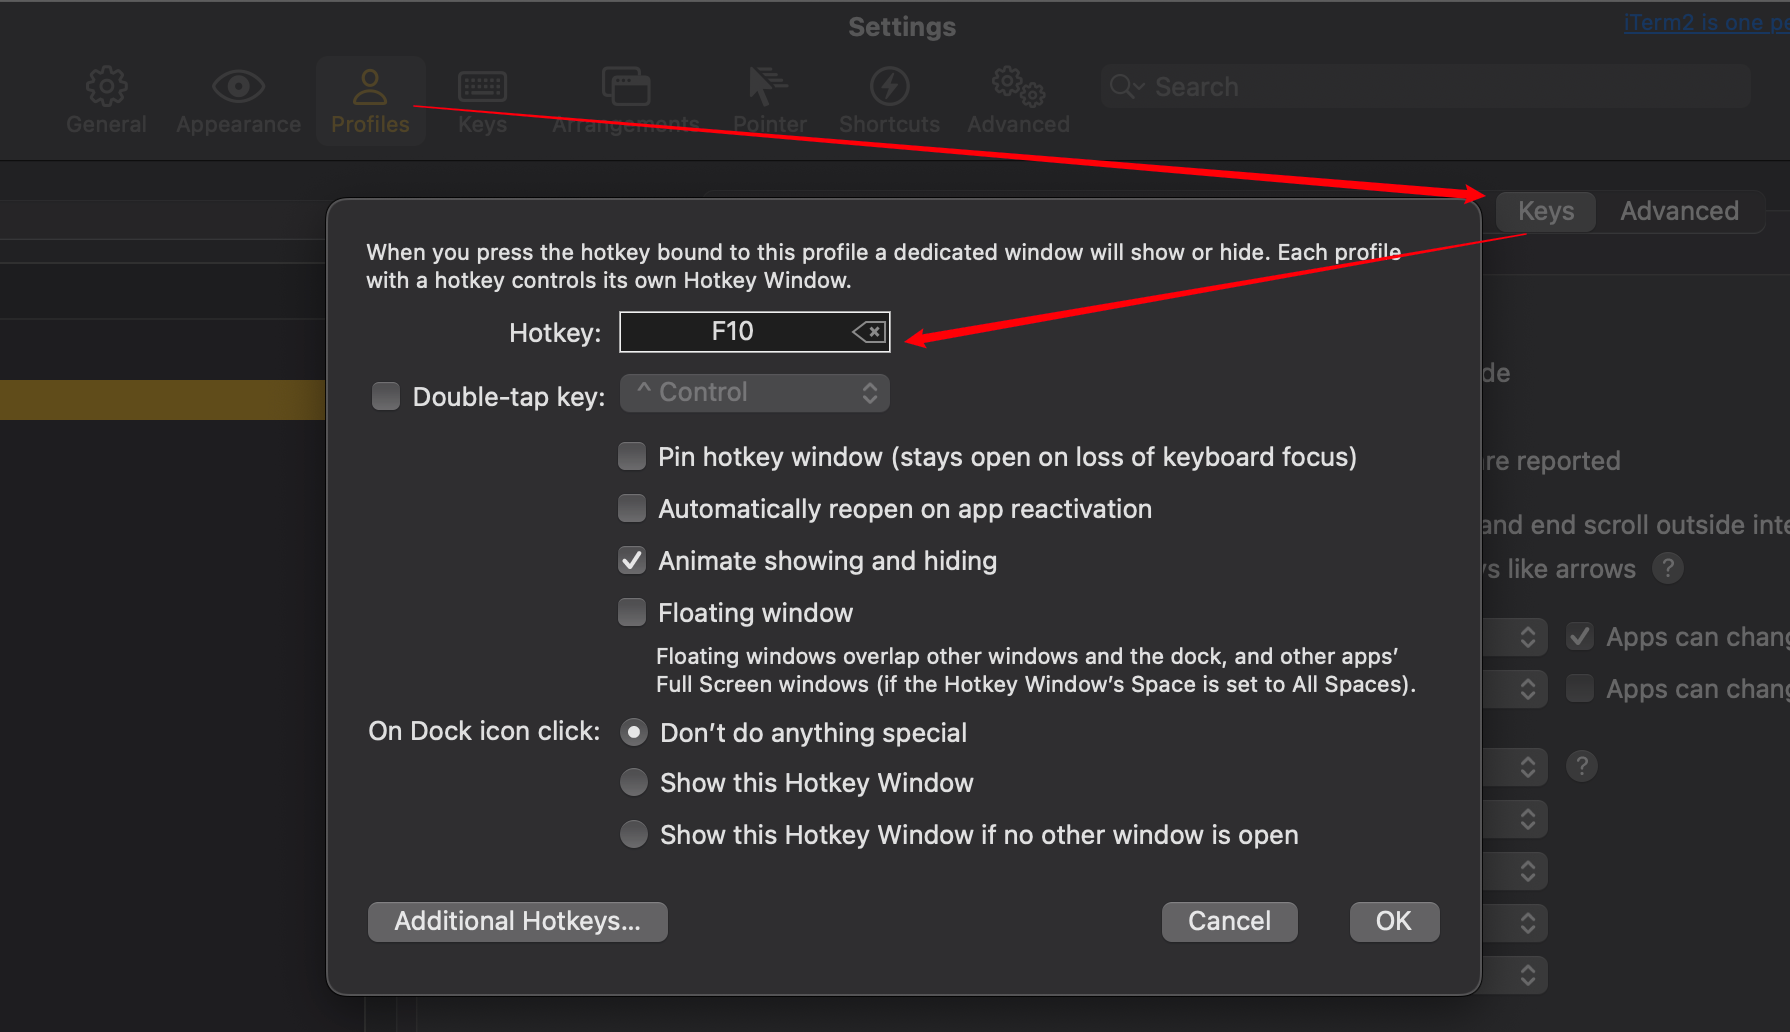 Settings
iTerm2 is one
General
Appearance
Profiles
Keys
Arrangements
Pointer
Shortcuts
Advanced
Search
Keys
Advanced
When you press the hotkey bound to this profile a dedicated window will show or hide. Each profile
with a hotkey controls its own Hotkey Window.
Hotkey: F10
Double-tap key: ^ Control
Pin hotkey window (stays open on loss of keyboard focus)
Automatically reopen on app reactivation
Animate showing and hiding
Floating window
Floating windows overlap other windows and the dock, and other apps’
Full Screen windows (if the Hotkey Window’s Space is set to All Spaces).
On Dock icon click: Don’t do anything special
Show this Hotkey Window
Show this Hotkey Window if no other window is open
Additional Hotkeys...
Cancel
OK
reported
and end scroll outside
like arrows ?
Apps can
Apps can
?